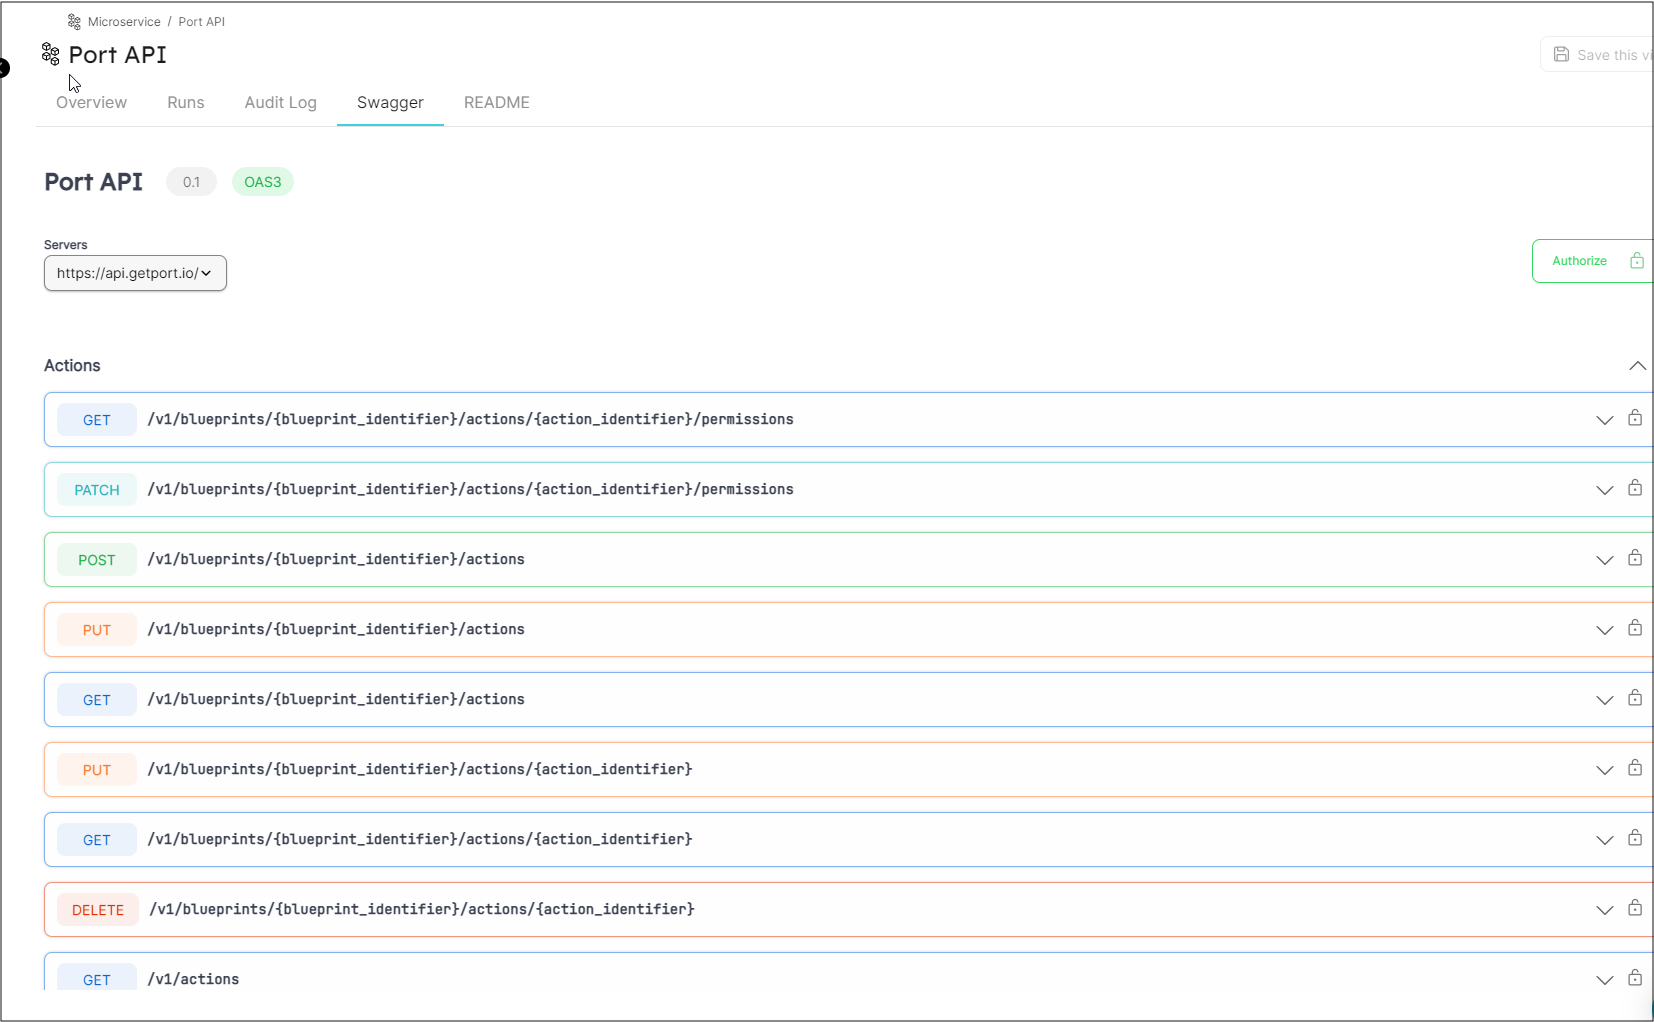 Microservice / Port API
Port API
Save this vi
Overview Runs Audit Log Swagger README
Port API 0.1 OAS3
Servers
https://api.getport.io/
Authorize
Actions
GET /v1/blueprints/{blueprint_identifier}/actions/{action_identifier}/permissions
PATCH /v1/blueprints/{blueprint_identifier}/actions/{action_identifier}/permissions
POST /v1/blueprints/{blueprint_identifier}/actions
PUT /v1/blueprints/{blueprint_identifier}/actions
GET /v1/blueprints/{blueprint_identifier}/actions
PUT /v1/blueprints/{blueprint_identifier}/actions/{action_identifier}
GET /v1/blueprints/{blueprint_identifier}/actions/{action_identifier}
DELETE /v1/blueprints/{blueprint_identifier}/actions/{action_identifier}
GET /v1/actions